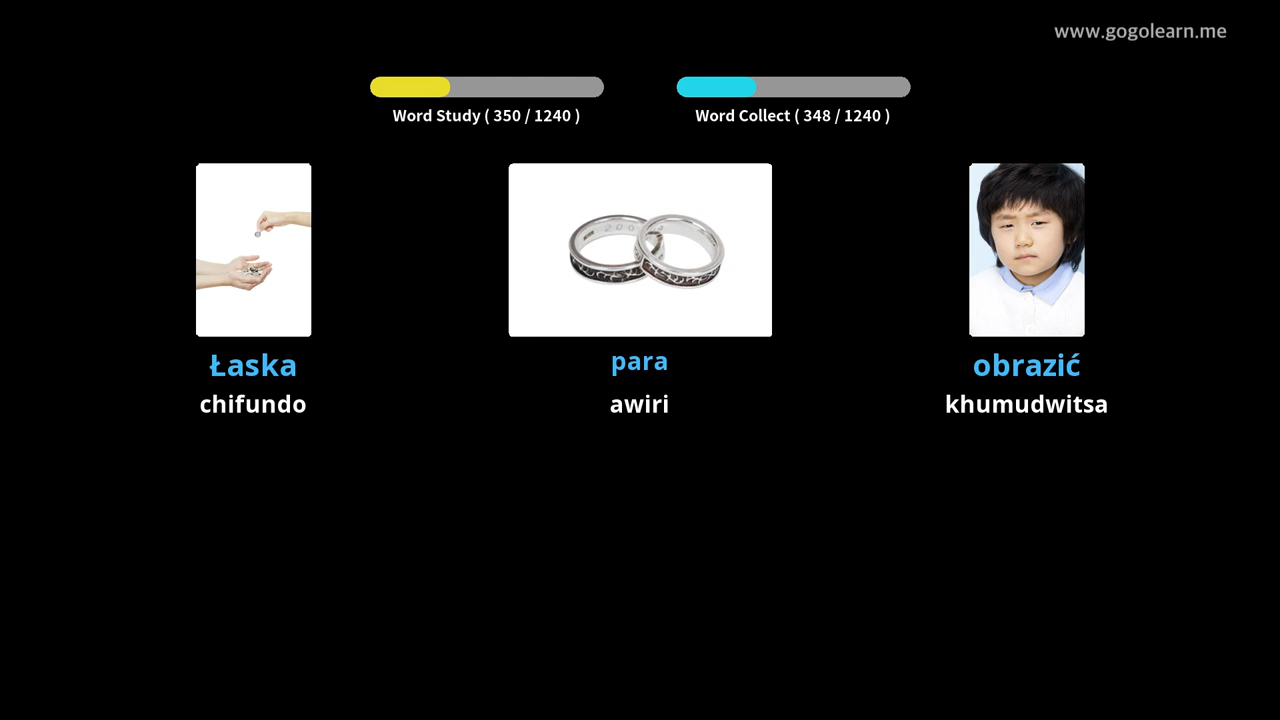 www.gogolearn.me
Word Study ( 350 / 1240 )
Word Collect ( 348 / 1240 )
Łaska
para
obrazić
chifundo
awiri
khumudwitsa